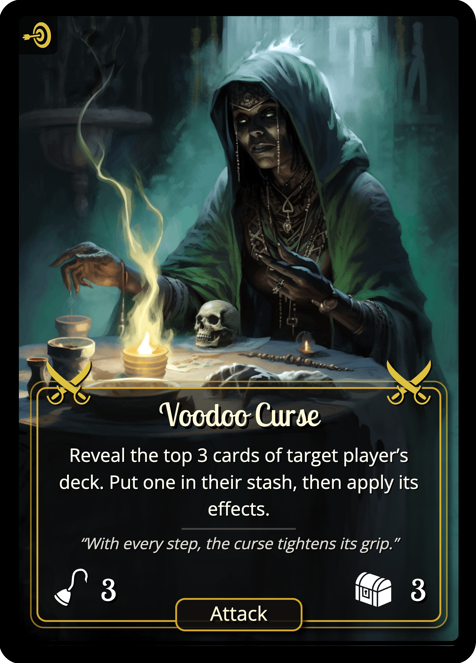 Voodoo Curse
Reveal the top 3 cards of target player's
deck. Put one in their stash, then apply its
effects.
“With every step, the curse tightens its grip.”
3 3
Attack